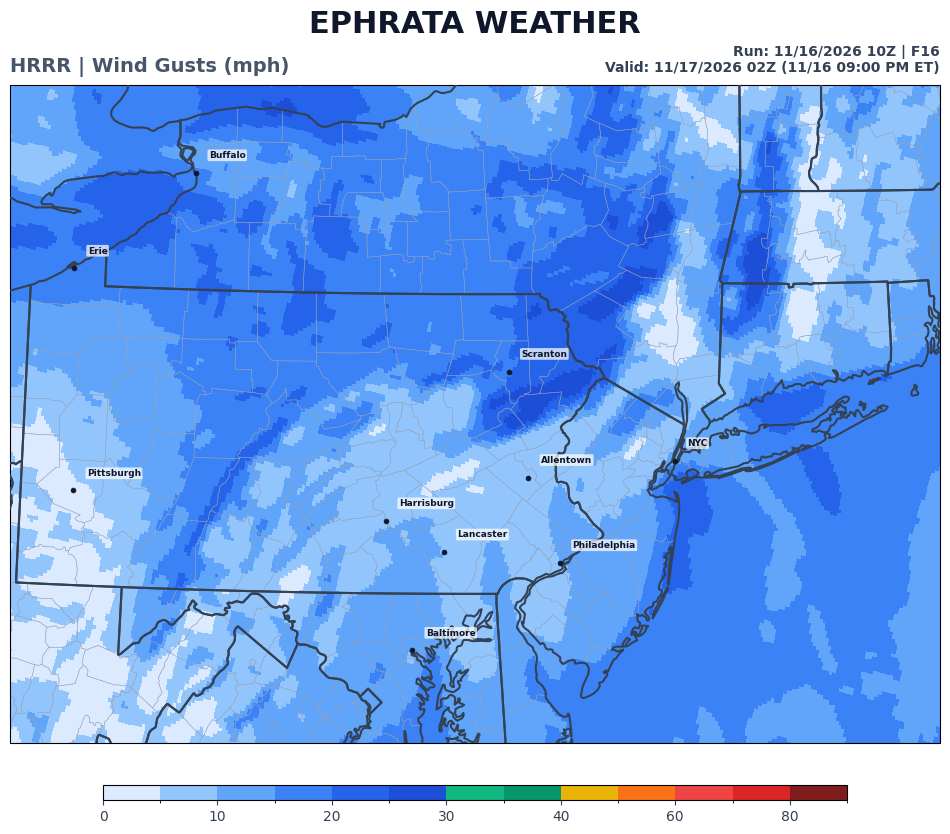 EPHRATA WEATHER
HRRR | Wind Gusts (mph)
Run: 11/16/2026 10Z | F16
Valid: 11/17/2026 02Z (11/16 09:00 PM ET)
Buffalo
Erie
Scranton
NYC
Allentown
Pittsburgh
Harrisburg
Lancaster
Philadelphia
Baltimore
0 10 20 30 40 50 60 70 80